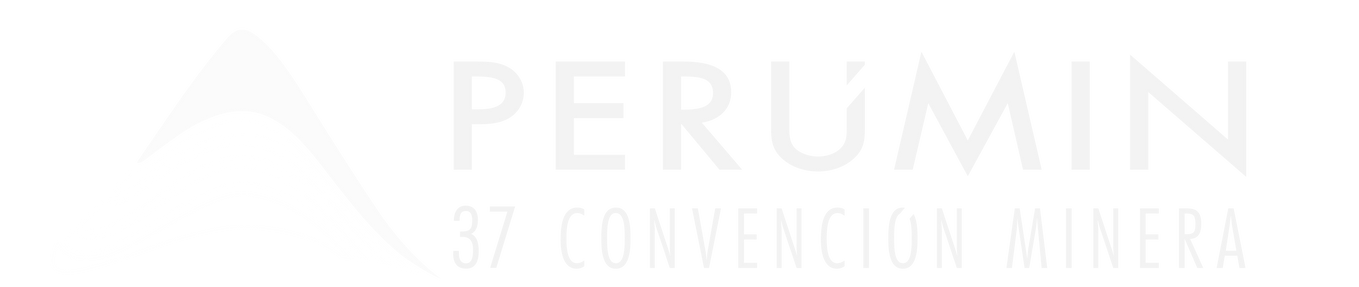 PERÚMIN
37 CONVENCIÓN MINERA